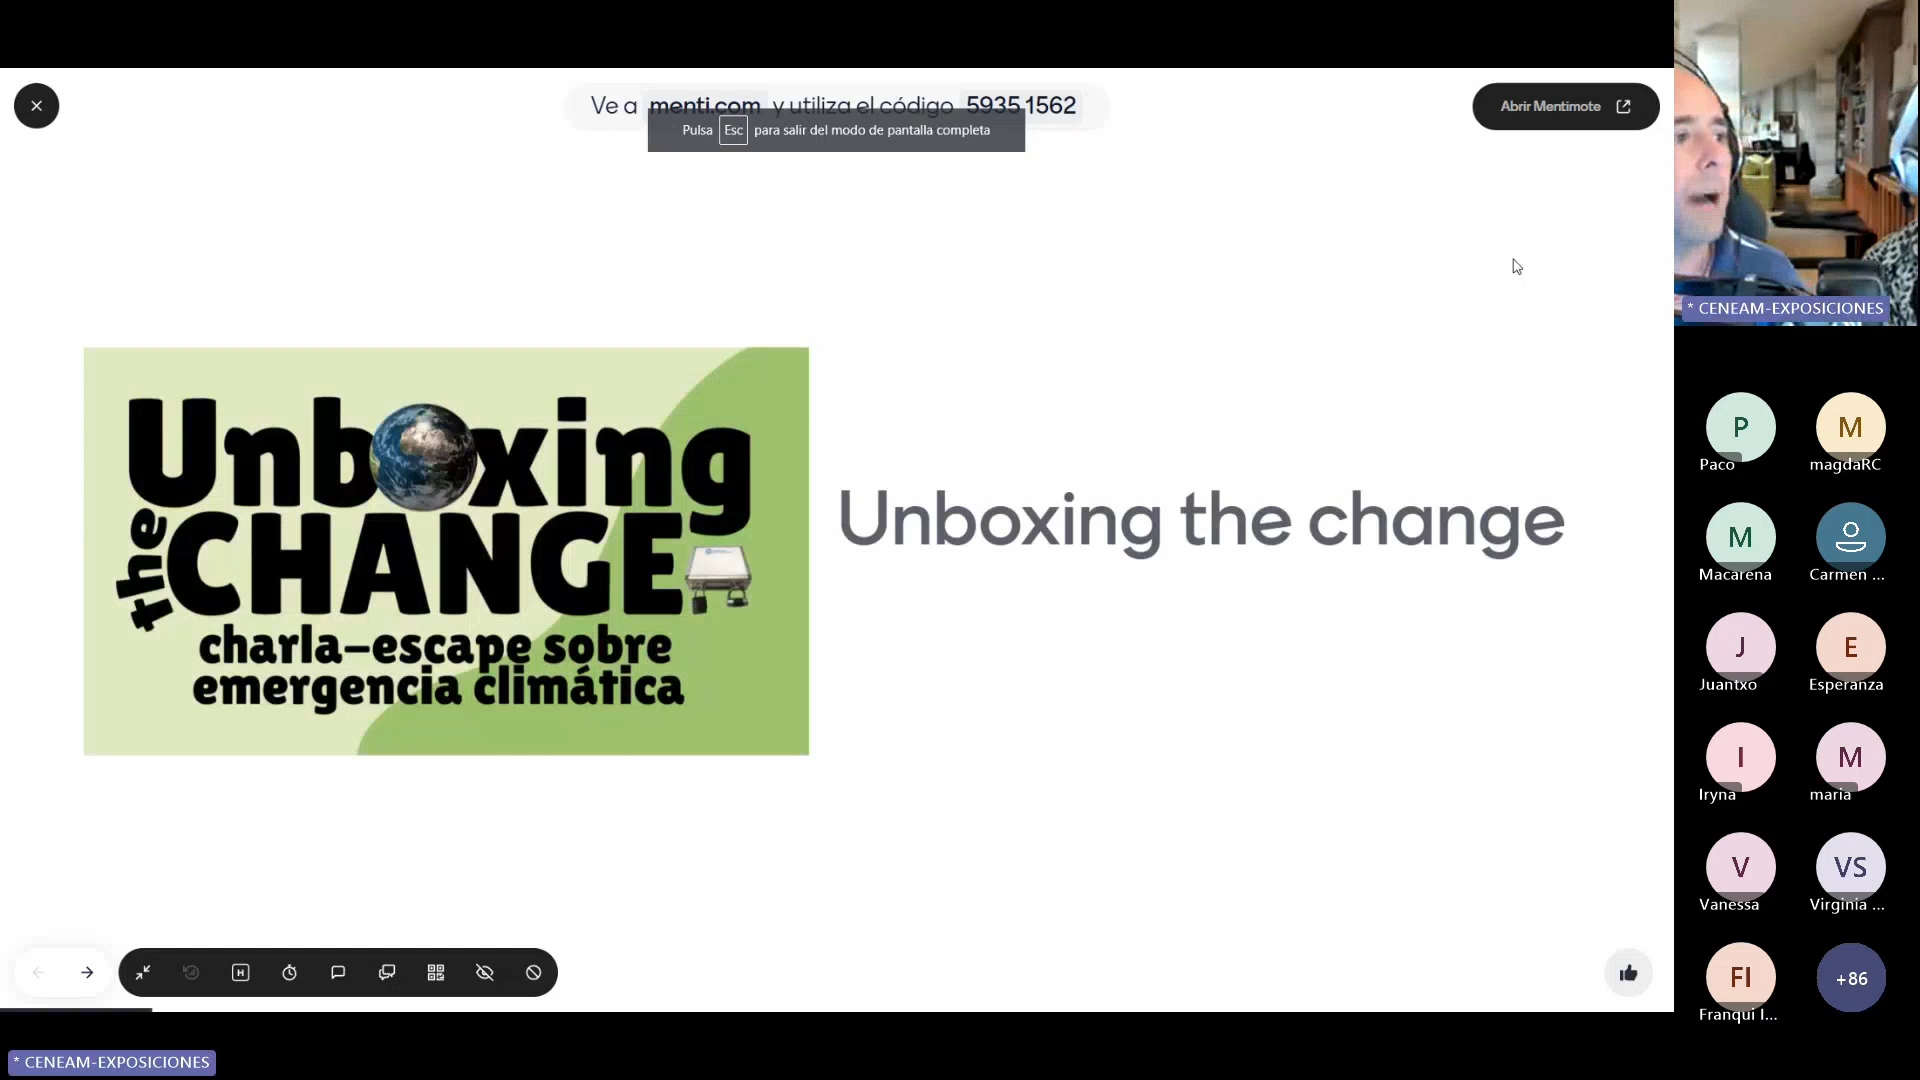 Ve a menti.com y utiliza el código 5935 1562
Pulsa Esc para salir del modo de pantalla completa
Abrir Mentimote
Unboxing
the CHANGE
charla-escape sobre
emergencia climática
Unboxing the change
* CENEAM-EXPOSICIONES
P
Paco
M
magdaRC
M
Macarena
Carmen ...
J
Juantxo
E
Esperanza
I
Iryna
M
maria
V
Vanessa
VS
Virginia ...
FI
Franqui I...
+86
H
* CENEAM-EXPOSICIONES